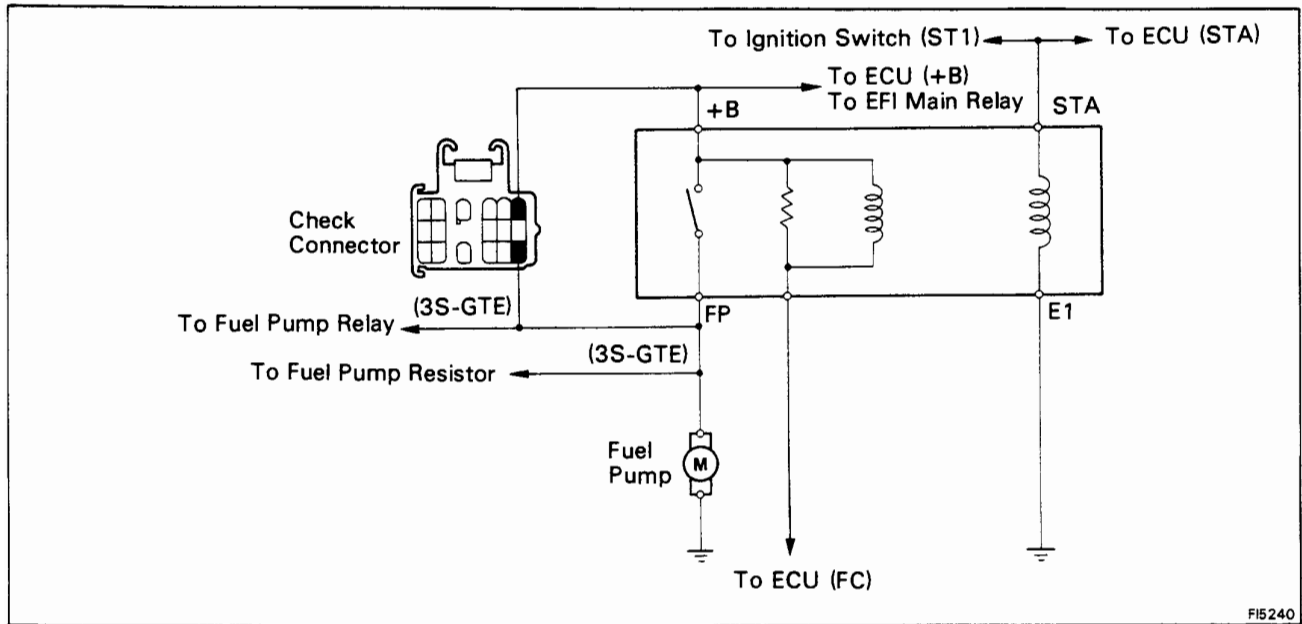 To Ignition Switch (ST1)
To ECU (STA)
To ECU (+B)
To EFI Main Relay
+B
STA
Check
Connector
(3S-GTE)
FP
E1
To Fuel Pump Relay
(3S-GTE)
To Fuel Pump Resistor
Fuel
Pump
M
To ECU (FC)
FI5240